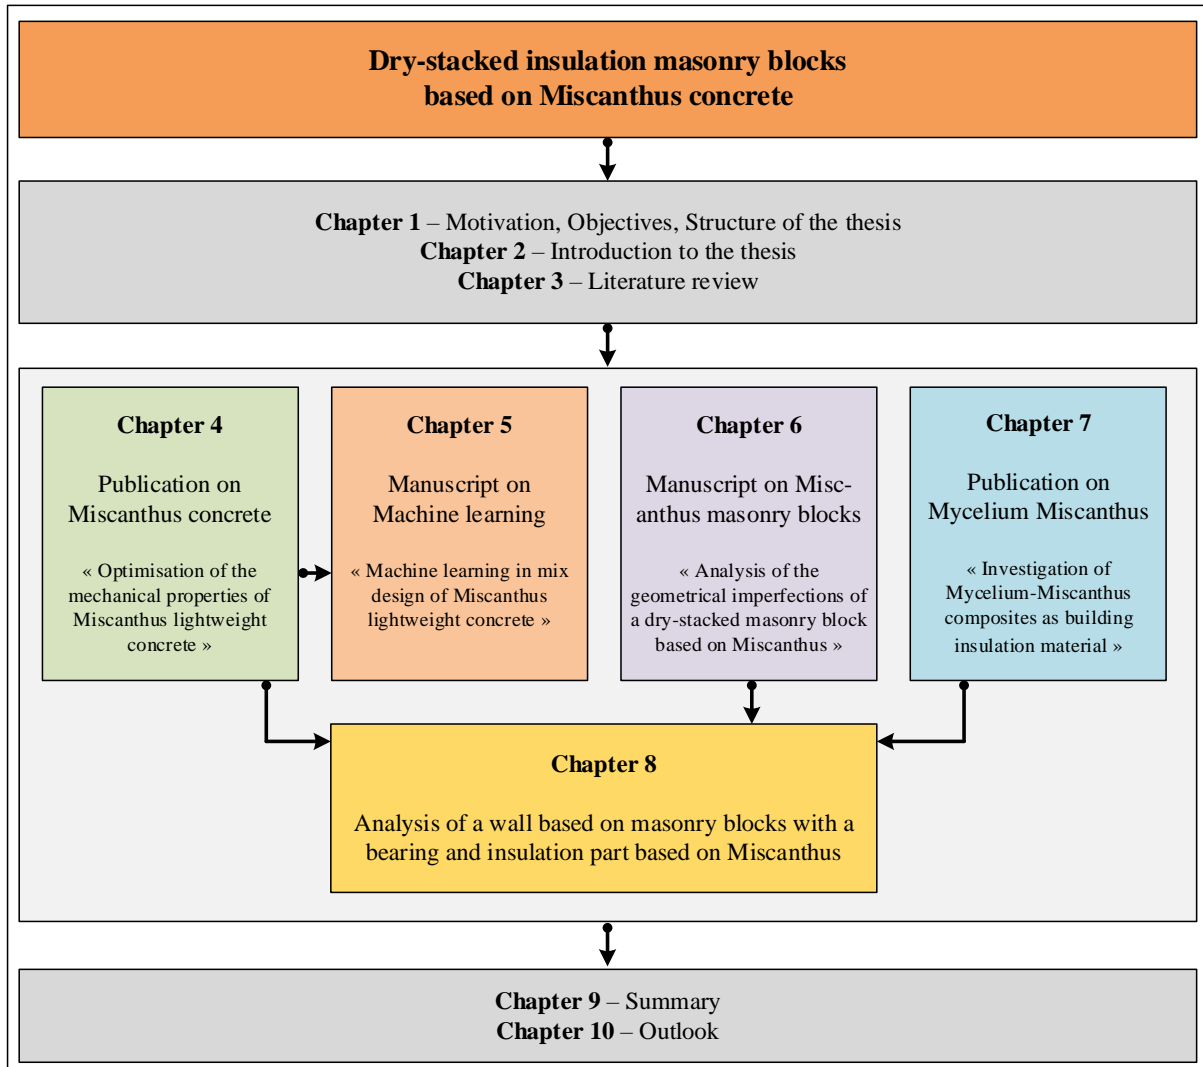 Dry-stacked insulation masonry blocks
based on Miscanthus concrete
Chapter 1 – Motivation, Objectives, Structure of the thesis
Chapter 2 – Introduction to the thesis
Chapter 3 – Literature review
Chapter 4
Publication on
Miscanthus concrete
« Optimisation of the
mechanical properties of
Miscanthus lightweight
concrete »
Chapter 5
Manuscript on
Machine learning
« Machine learning in mix
design of Miscanthus
lightweight concrete »
Chapter 6
Manuscript on Misc-
anthus masonry blocks
« Analysis of the
geometrical imperfections of
a dry-stacked masonry block
based on Miscanthus »
Chapter 7
Publication on
Mycelium Miscanthus
« Investigation of
Mycelium-Miscanthus
composites as building
insulation material »
Chapter 8
Analysis of a wall based on masonry blocks with a
bearing and insulation part based on Miscanthus
Chapter 9 – Summary
Chapter 10 – Outlook